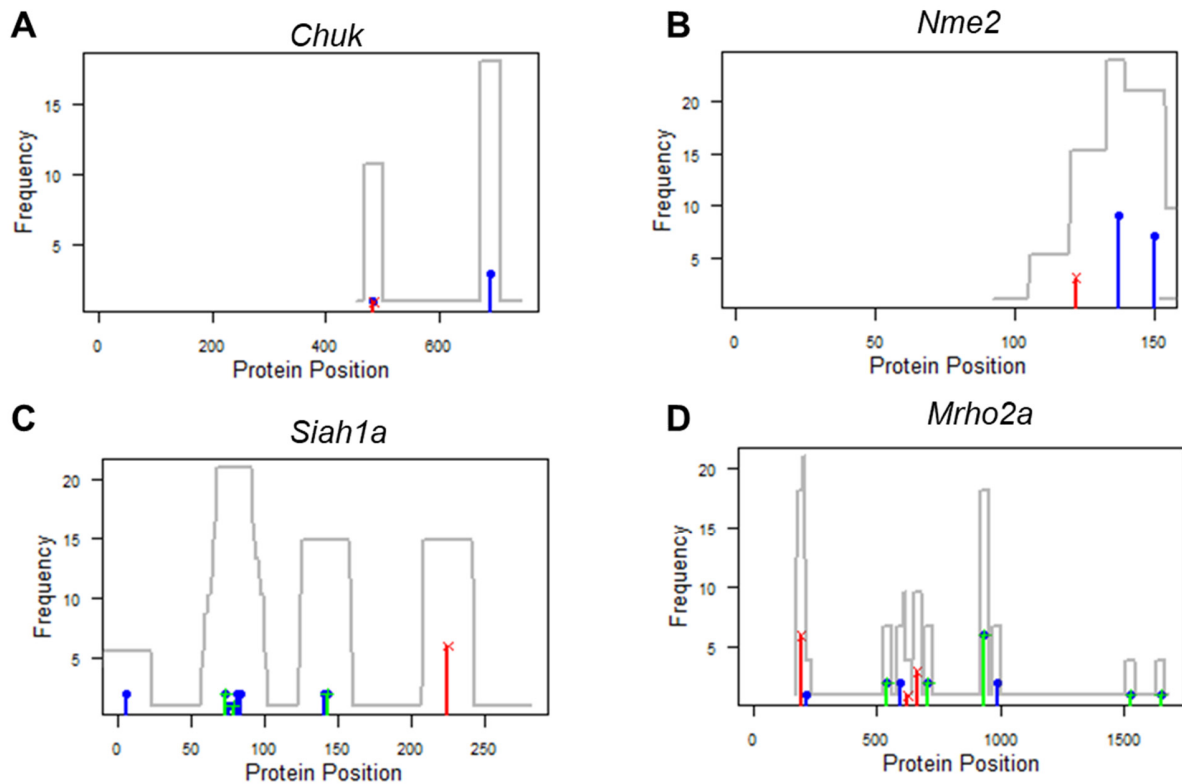 A
Chuk
Frequency
15
10
5
0 200 400 600
Protein Position
B
Nme2
Frequency
20
15
10
5
0 50 100 150
Protein Position
C
Siah1a
Frequency
20
15
10
5
0 50 100 150 200 250
Protein Position
D
Mrho2a
Frequency
20
15
10
5
0 500 1000 1500
Protein Position